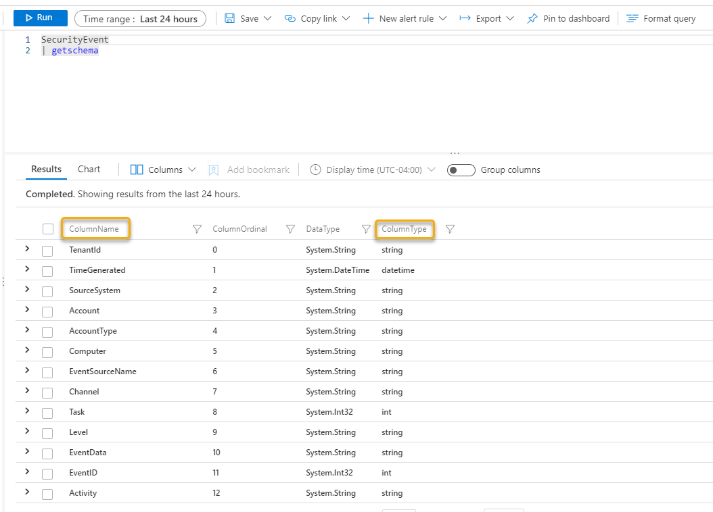 Run Time range : Last 24 hours Save Copy link New alert rule Export Pin to dashboard Format query
1 SecurityEvent
2 | getschema
Results Chart Columns Add bookmark Display time (UTC-04:00) Group columns
Completed. Showing results from the last 24 hours.
ColumnName ColumnOrdinal DataType ColumnType
TenantId 0 System.String string
TimeGenerated 1 System.DateTime datetime
SourceSystem 2 System.String string
Account 3 System.String string
AccountType 4 System.String string
Computer 5 System.String string
EventSourceName 6 System.String string
Channel 7 System.String string
Task 8 System.Int32 int
Level 9 System.String string
EventData 10 System.String string
EventID 11 System.Int32 int
Activity 12 System.String string